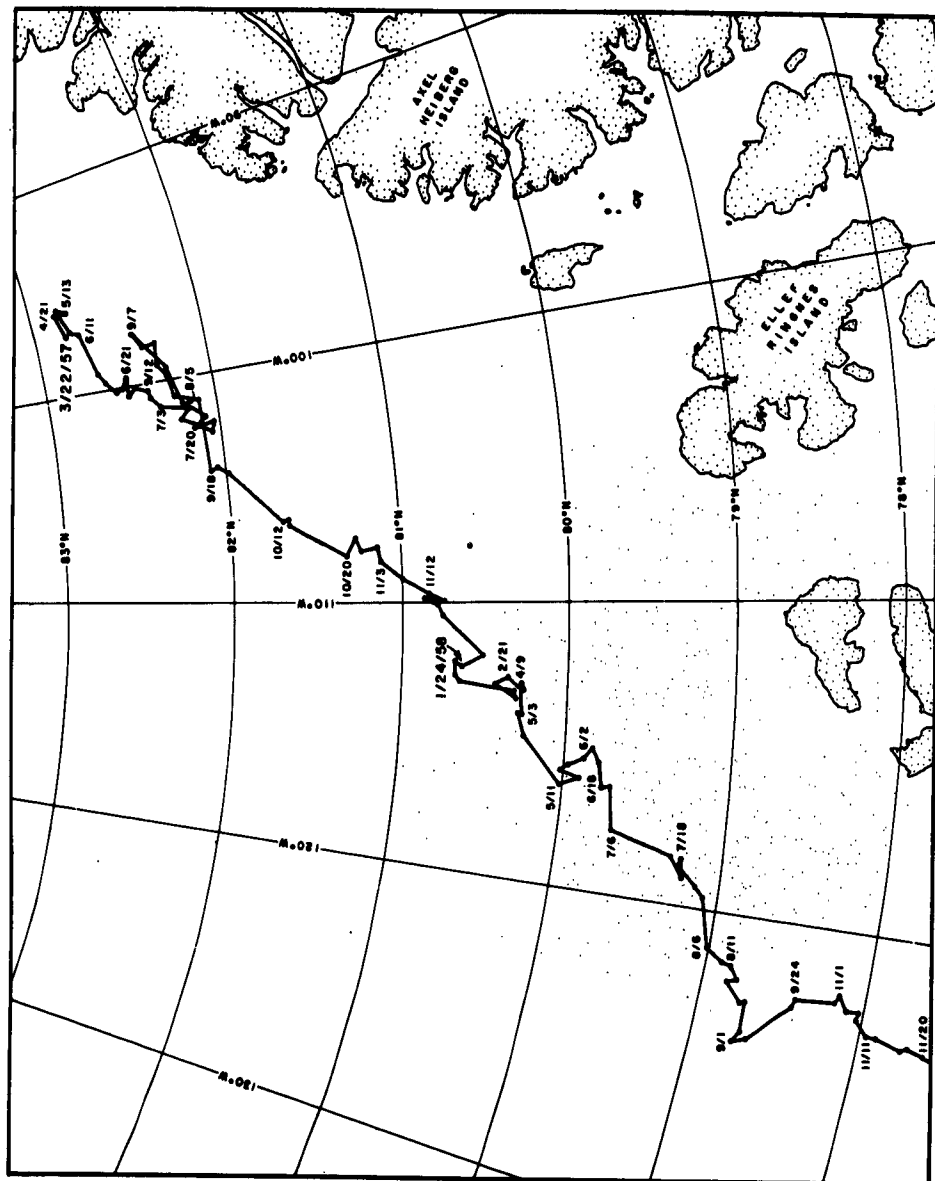 AXEL
HEIBERG
ISLAND
90°W
4/21
5/13
3/22/57
6/11
9/7
6/21
9/12
7/3
8/5
7/20
100°W
9/18
ELLEF
RINGNES
ISLAND
83°N
82°N
81°N
80°N
79°N
78°N
10/12
10/20
11/3
11/12
110°W
1/24/58
2/21
4/9
5/3
6/2
5/11
6/18
7/6
7/18
120°W
8/6
8/11
9/24
11/1
9/1
11/11
11/20
130°W